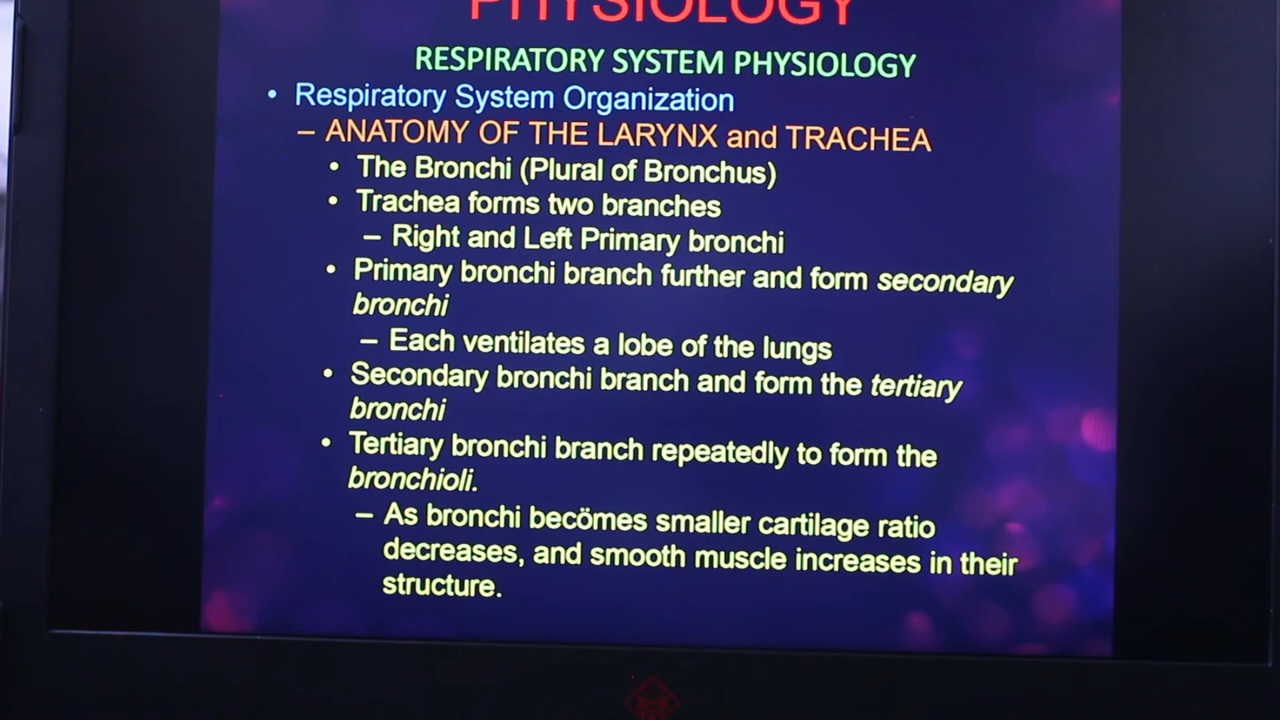 PHYSIOLOGY
RESPIRATORY SYSTEM PHYSIOLOGY
• Respiratory System Organization
– ANATOMY OF THE LARYNX and TRACHEA
• The Bronchi (Plural of Bronchus)
• Trachea forms two branches
– Right and Left Primary bronchi
• Primary bronchi branch further and form secondary
bronchi
– Each ventilates a lobe of the lungs
• Secondary bronchi branch and form the tertiary
bronchi
• Tertiary bronchi branch repeatedly to form the
bronchioli.
– As bronchi becömes smaller cartilage ratio
decreases, and smooth muscle increases in their
structure.